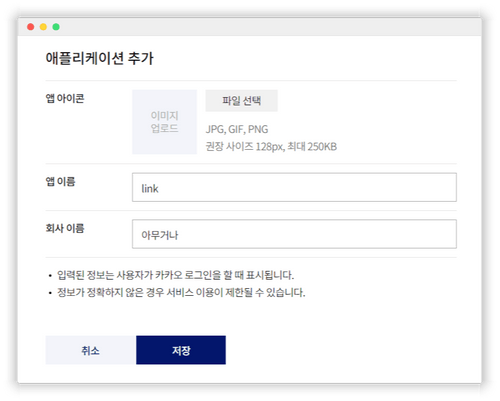 애플리케이션 추가
앱 아이콘
이미지
업로드
파일 선택
JPG, GIF, PNG
권장 사이즈 128px, 최대 250KB
앱 이름
link
회사 이름
아무거나
• 입력된 정보는 사용자가 카카오 로그인을 할 때 표시됩니다.
• 정보가 정확하지 않은 경우 서비스 이용이 제한될 수 있습니다.
취소
저장